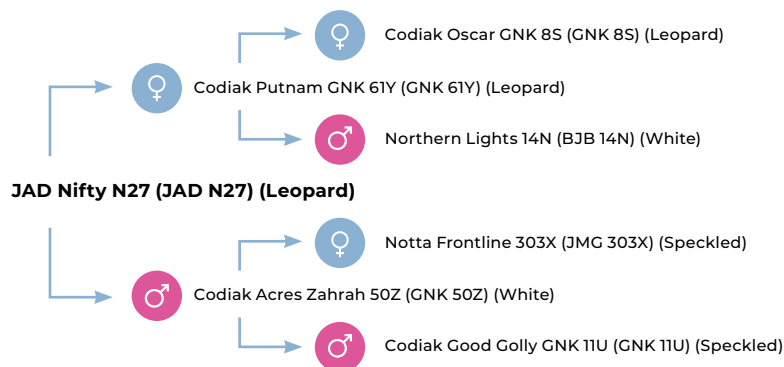 Codiak Oscar GNK 8S (GNK 8S) (Leopard)
Codiak Putnam GNK 61Y (GNK 61Y) (Leopard)
Northern Lights 14N (BJB 14N) (White)
JAD Nifty N27 (JAD N27) (Leopard)
Notta Frontline 303X (JMG 303X) (Speckled)
Codiak Acres Zahrah 50Z (GNK 50Z) (White)
Codiak Good Golly GNK 11U (GNK 11U) (Speckled)